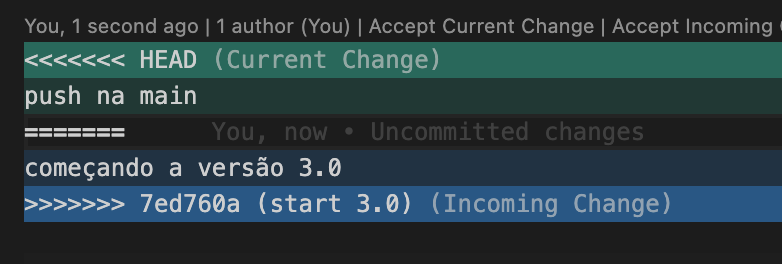 You, 1 second ago | 1 author (You) | Accept Current Change | Accept Incoming
<<<<<<< HEAD (Current Change)
push na main
======= You, now • Uncommitted changes
começando a versão 3.0
>>>>>>> 7ed760a (start 3.0) (Incoming Change)